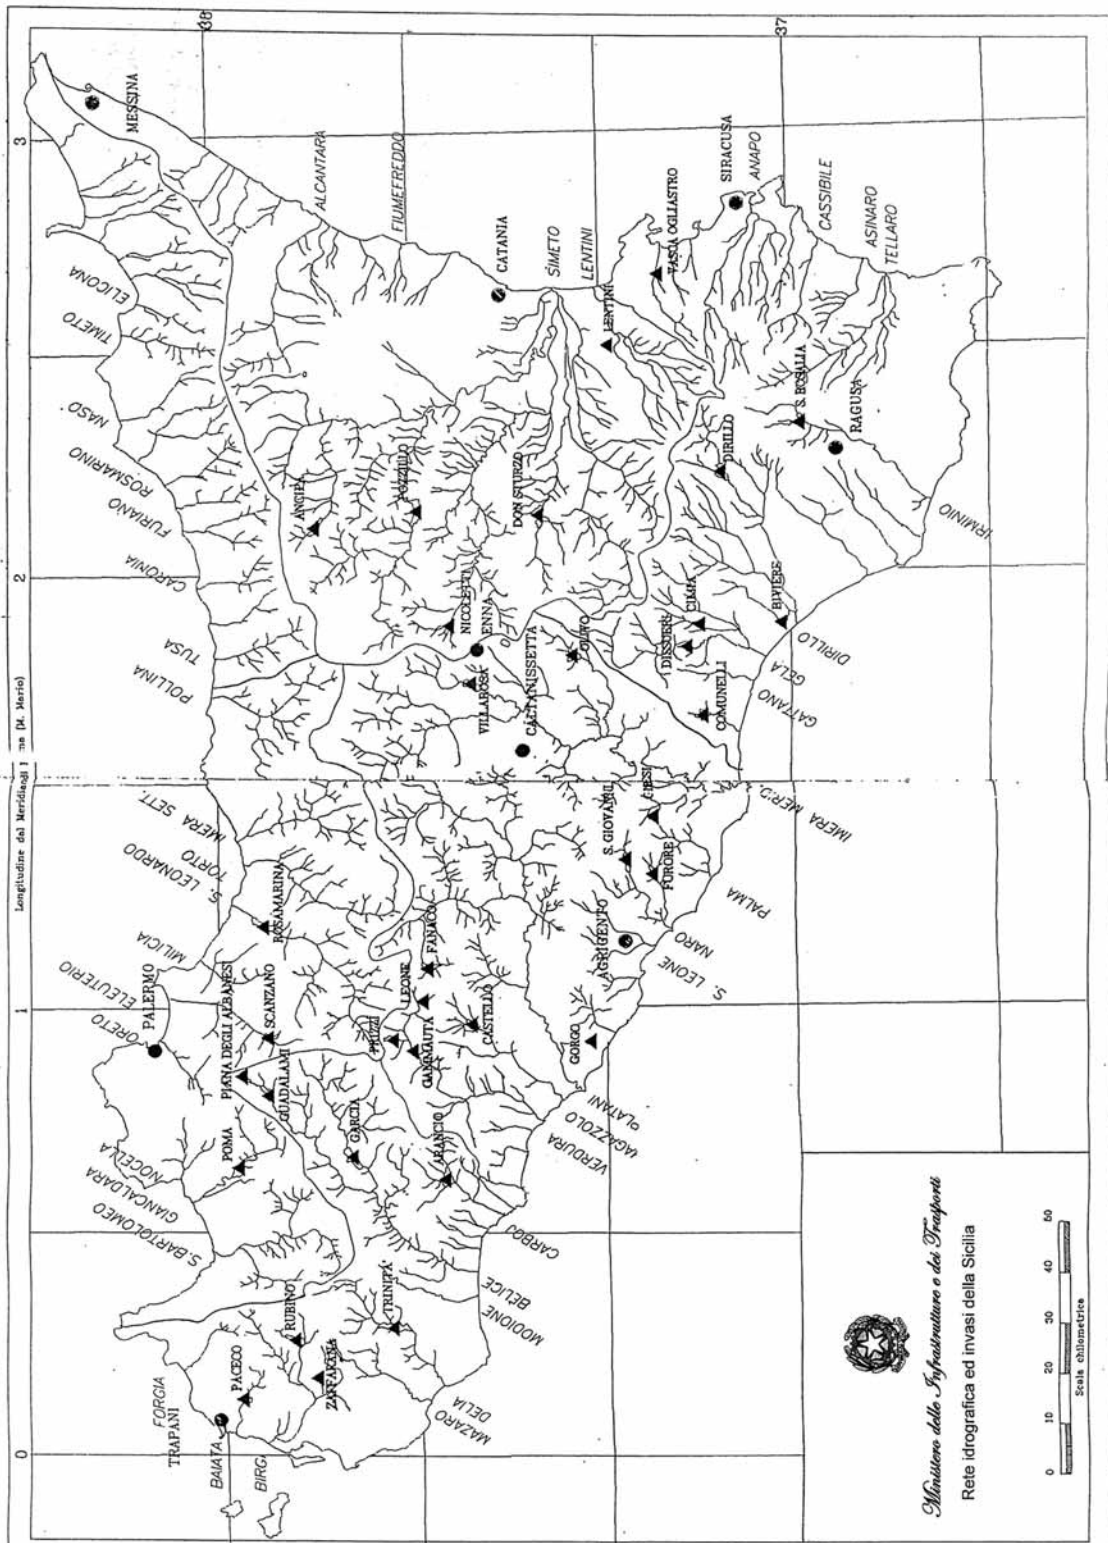 Longitudine dal Meridiano
(M. Mario)
0
1
2
3
38
37
FORGIA
TRAPANI
BAIATA
BIRGI
PACECO
RUBINO
ZAFFARANA
TRINITA'
MAZARO
DELIA
MODIONE
BELICE
CARBOJ
S.BARTOLOMEO
GIANCALDARA
NOCELLA
POMA
PIANA DEGLI ALBANESI
GUADALAMI
SCANZANO
GARCIA
ARANCIO
PRIZZI
GAMMAUTA
LEONE
FANACO
CASTELLO
GORGO
VERDURA
MAGAZZOLO
PLATANI
ORETO
PALERMO
ELEUTERIO
MILICIA
S. LEONARDO
TORTO
IMERA SETT.
ROSAMARINA
AGRIGENTO
S. LEONE
NARO
PALMA
FURORE
S. GIOVANNI
IMERA MERID.
POLLINA
TUSA
CARONIA
FURIANO
ROSMARINO
NASO
TIMETO
ELICONA
MESSINA
ALCANTARA
FIUMEFREDDO
CATANIA
SIMETO
LENTINI
LENTINI
OGLIASTRO
SIRACUSA
ANAPO
CASSIBILE
ASINARO
TELLARO
ANCIPA
POZZILLO
NICOLETTI
ENNA
VILLAROSA
CALTANISSETTA
DON STURZO
OLIVO
DISSUERI
CIMIA
COMUNELLI
BIVIERE
DIRILLO
S. ROSALIA
RAGUSA
IRMINIO
DIRILLO
GELA
GATTANO
Ministero delle Infrastrutture e dei Trasporti
Rete idrografica ed invasi della Sicilia
0 10 20 30 40 50
Scala chilometrica